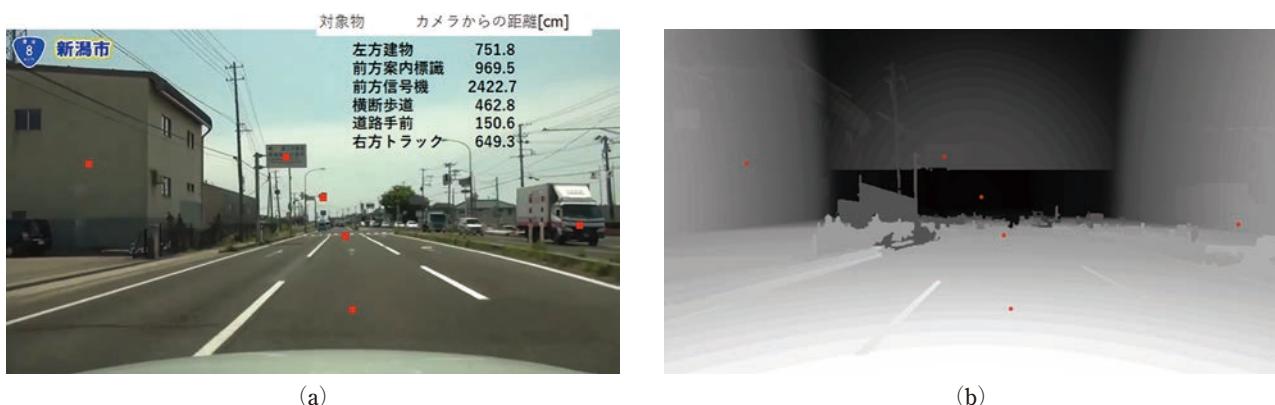 対象物 カメラからの距離[cm]
8 新潟市
左方建物 751.8
前方案内標識 969.5
前方信号機 2422.7
横断歩道 462.8
道路手前 150.6
右方トラック 649.3
(a)
(b)